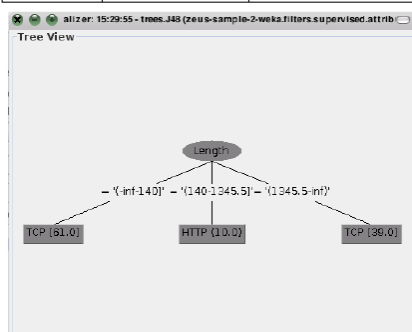 alizer: 15:29:55 - trees.J48 (zeus-sample-2-weka.filters.supervised.attrib
Tree View
Length
= '(-inf-140]' = '(140-1345.5]' = '(1345.5-inf)'
TCP (61.0) HTTP (10.0) TCP (39.0)